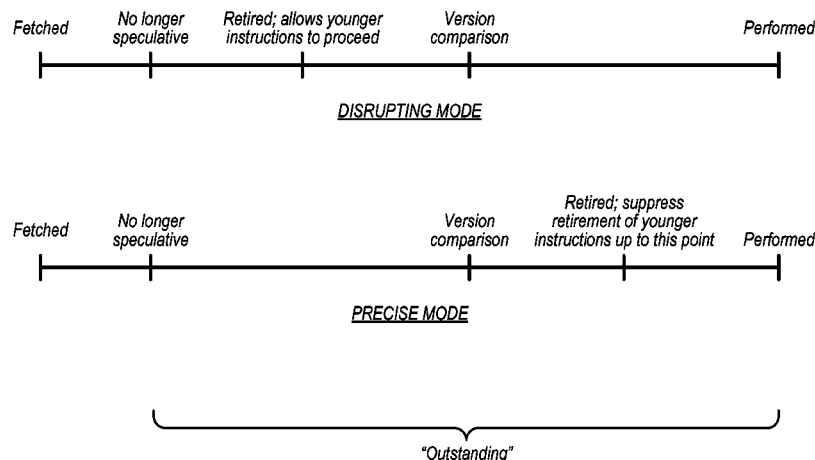 Fetched
No longer
speculative
Retired; allows younger
instructions to proceed
Version
comparison
Performed
DISRUPTING MODE
Fetched
No longer
speculative
Version
comparison
Retired; suppress
retirement of younger
instructions up to this point
Performed
PRECISE MODE
“Outstanding”